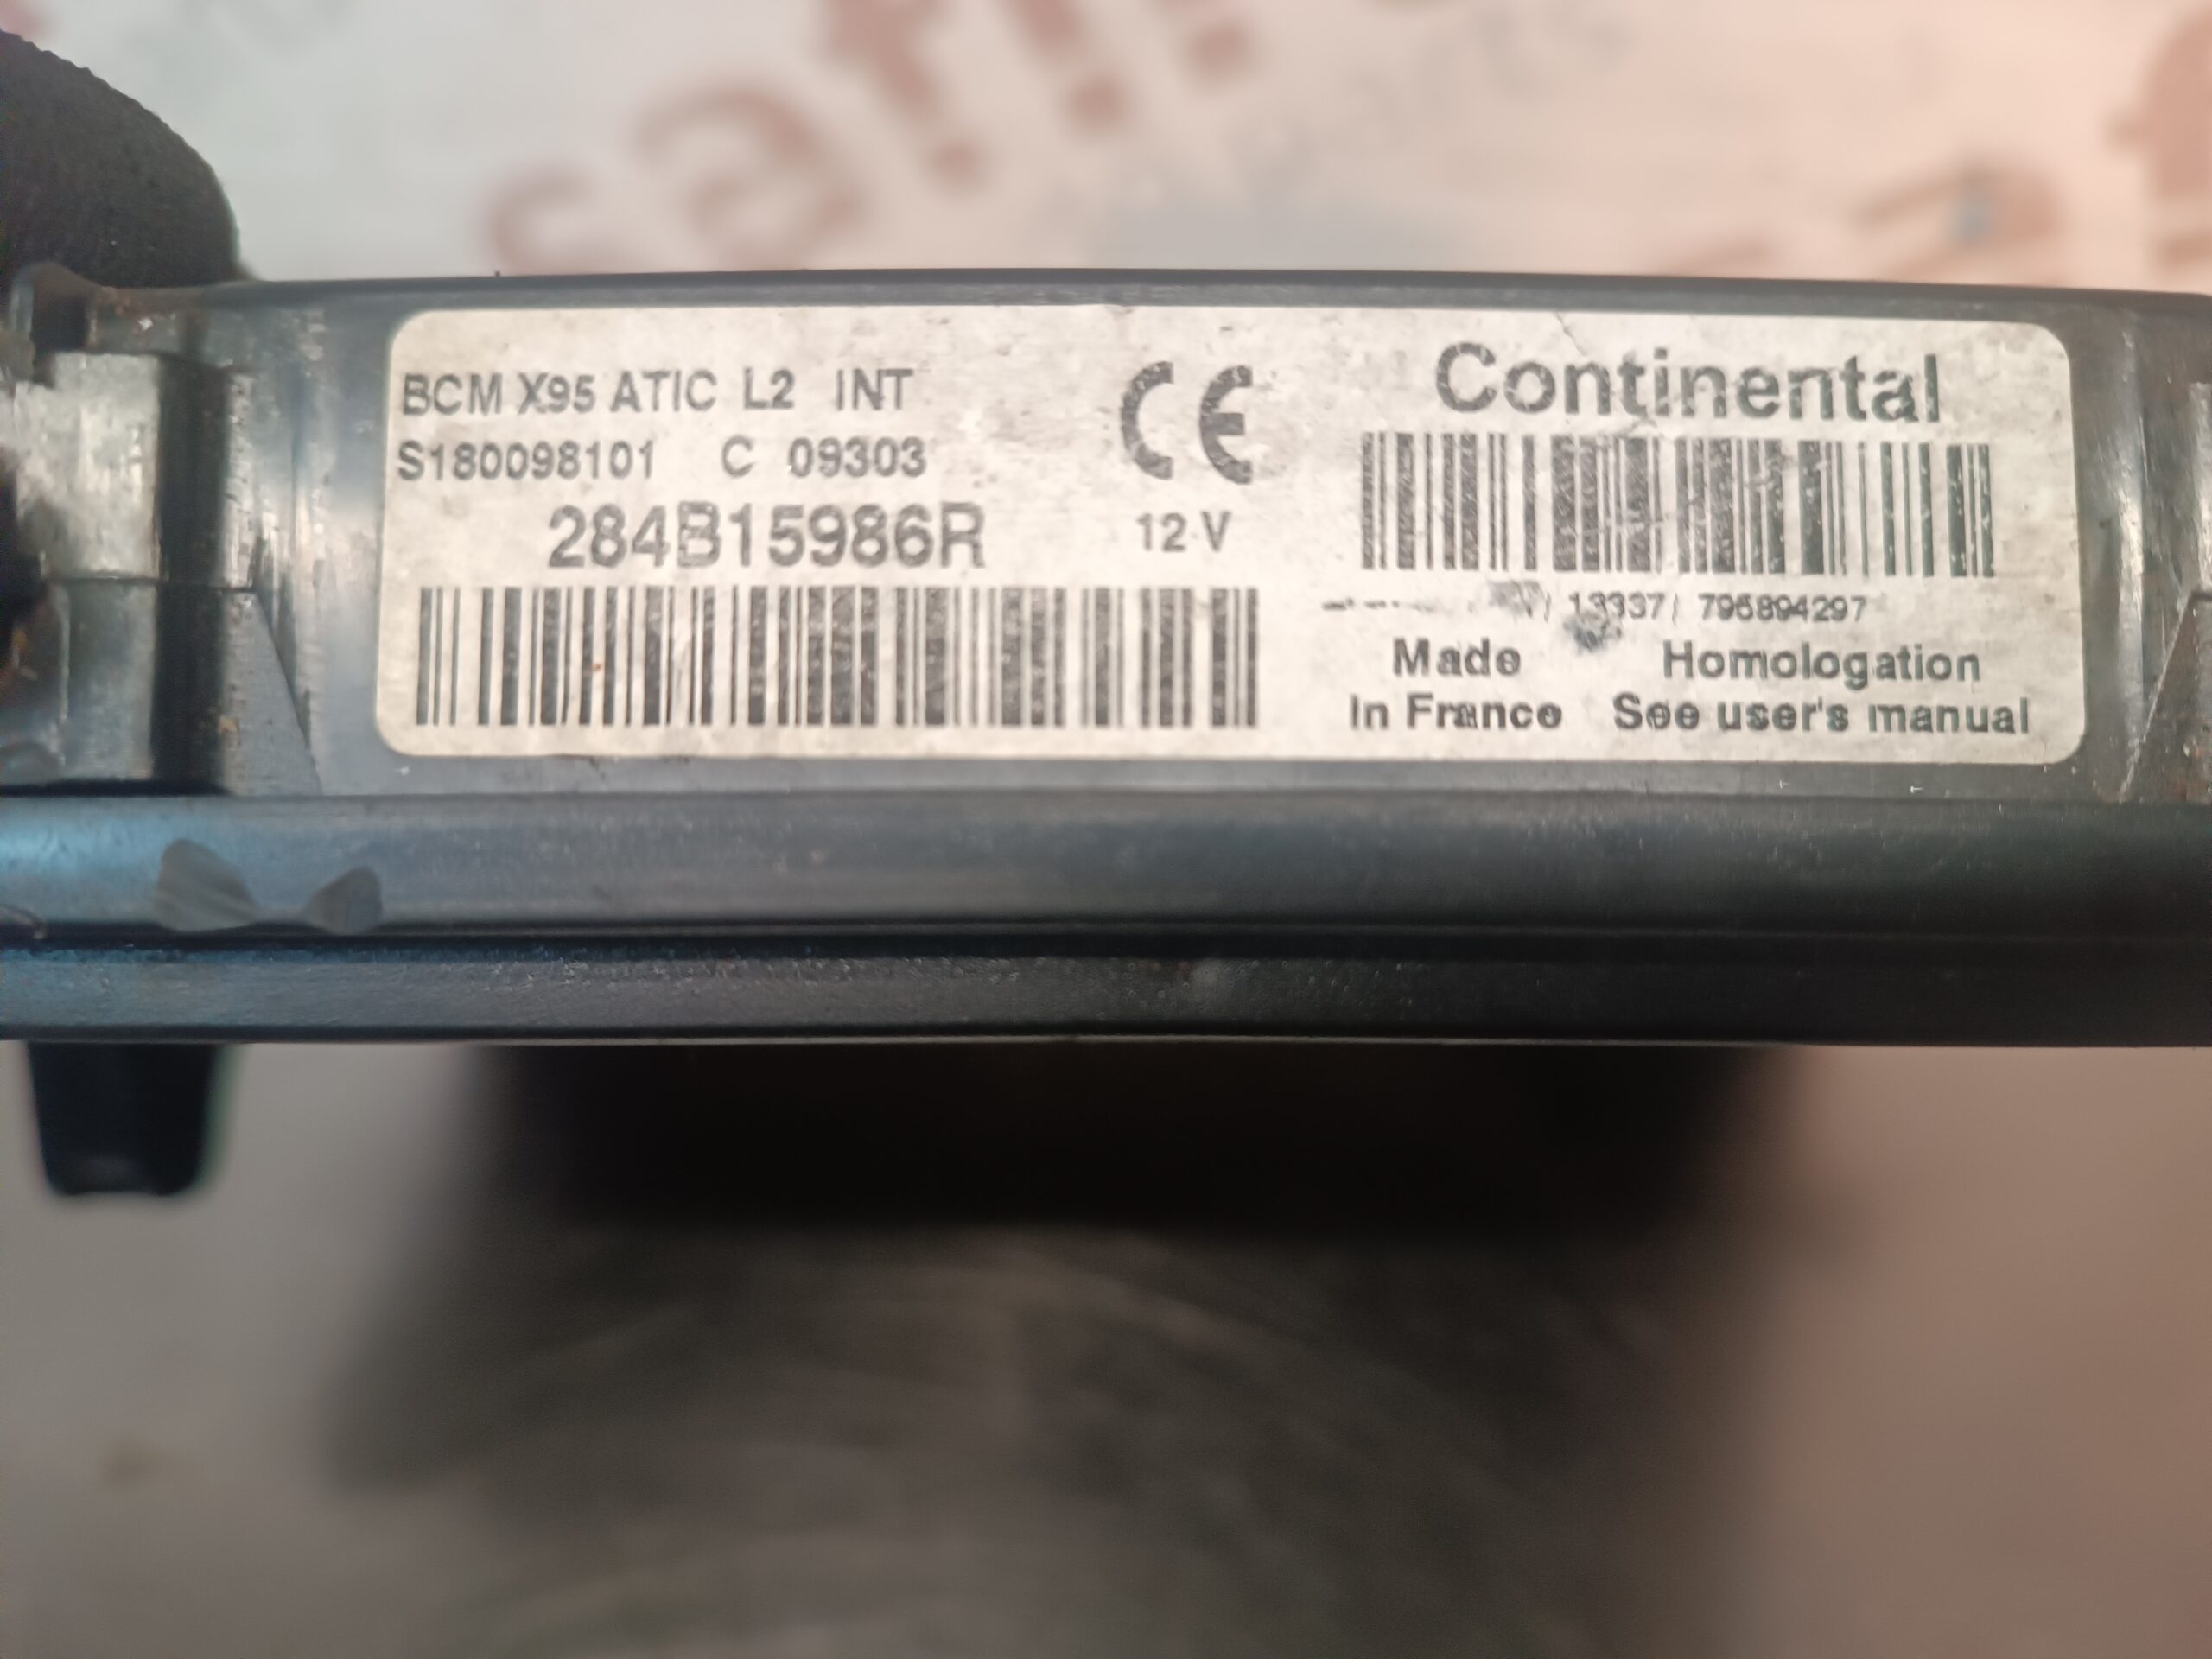 BCM X95 ATIC L2 INT
S180098101 C 09303
284B15986R
CE
12 V
Continental
/ 13337/ 796894297
Made in France
Homologation See user's manual